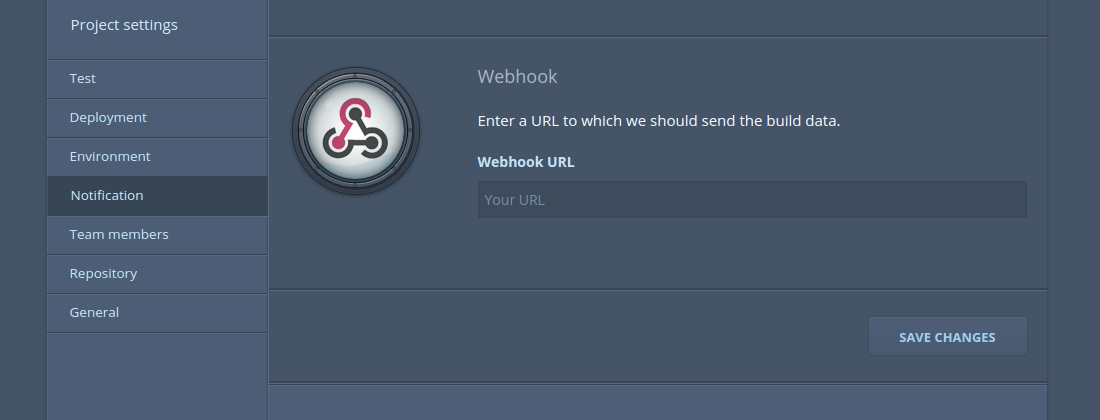 Project settings
Test
Deployment
Environment
Notification
Team members
Repository
General
Webhook
Enter a URL to which we should send the build data.
Webhook URL
Your URL
SAVE CHANGES